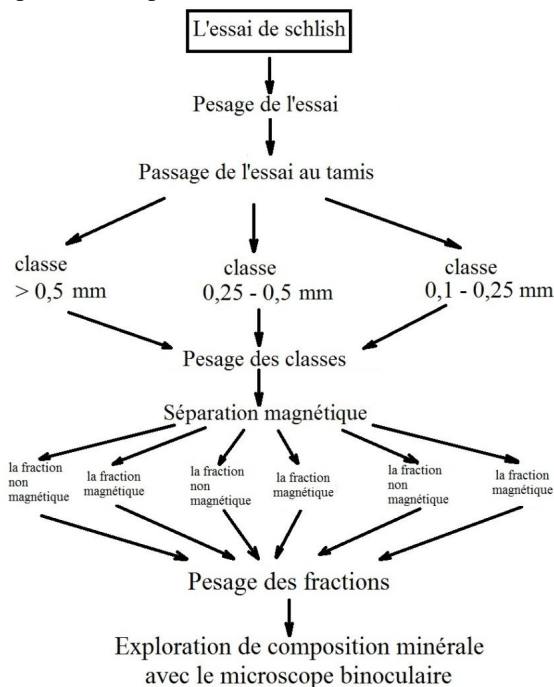 L'essai de schlish
Pesage de l'essai
Passage de l'essai au tamis
classe
> 0,5 mm
classe
0,25 - 0,5 mm
classe
0,1 - 0,25 mm
Pesage des classes
Séparation magnétique
la fraction
non
magnétique
la fraction
magnétique
la fraction
non
magnétique
la fraction
magnétique
la fraction
non
magnétique
la fraction
magnétique
Pesage des fractions
Exploration de composition minérale
avec le microscope binoculaire